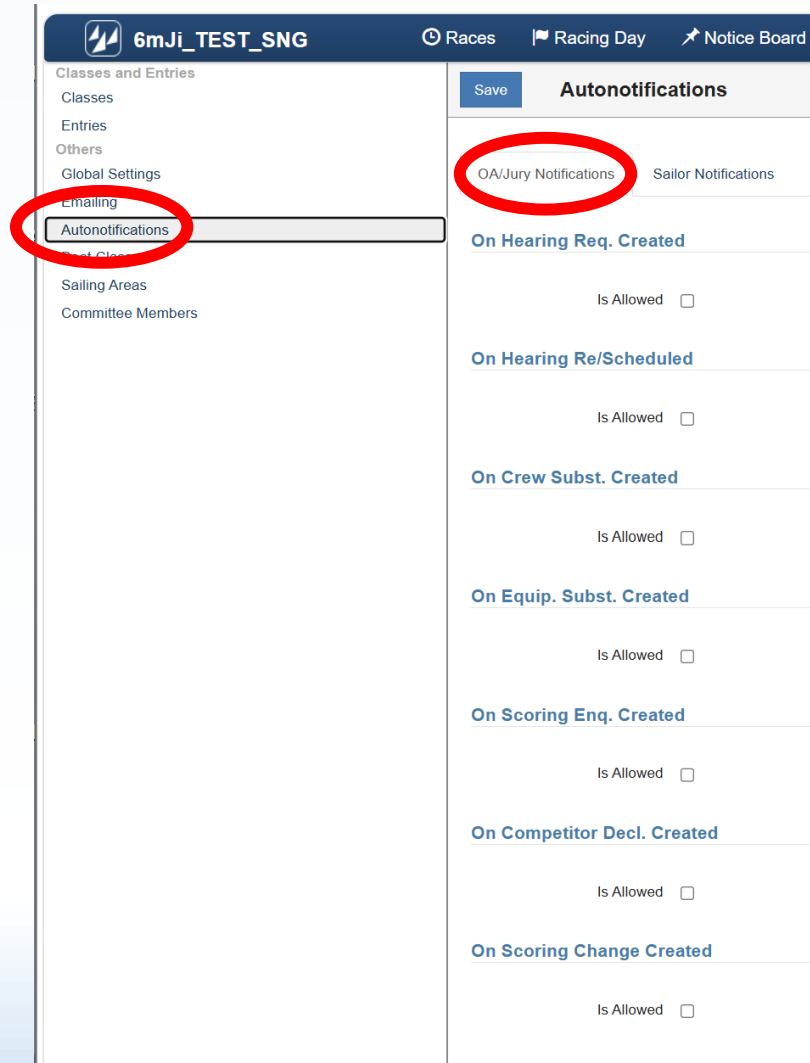 6mJi_TEST_SNG
Races
Racing Day
Notice Board
Classes and Entries
Classes
Entries
Others
Global Settings
Emailing
Autonotifications
Sailing Areas
Committee Members
Save
Autonotifications
OA/Jury Notifications
Sailor Notifications
On Hearing Req. Created
Is Allowed
On Hearing Re/Scheduled
Is Allowed
On Crew Subst. Created
Is Allowed
On Equip. Subst. Created
Is Allowed
On Scoring Enq. Created
Is Allowed
On Competitor Decl. Created
Is Allowed
On Scoring Change Created
Is Allowed